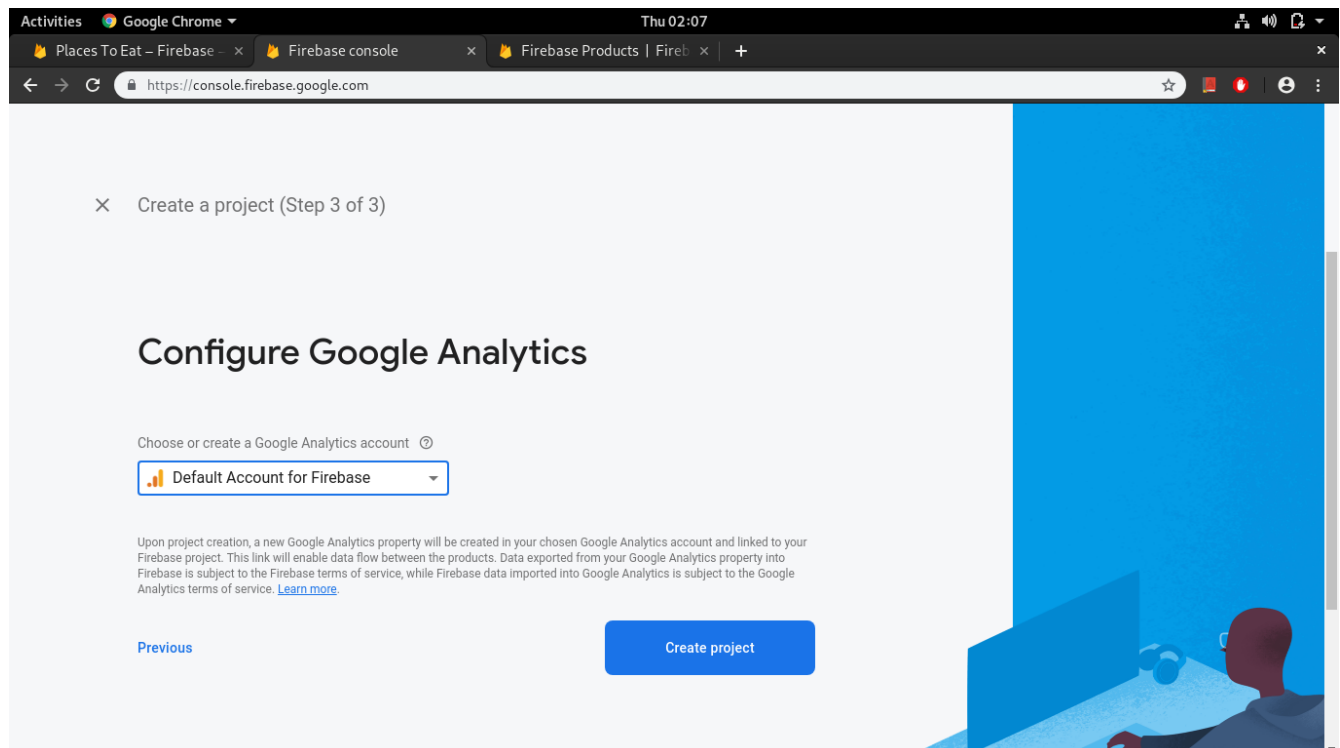 Activities Google Chrome Thu 02:07
Places To Eat – Firebase – Firebase console Firebase Products | Fireb
https://console.firebase.google.com
Create a project (Step 3 of 3)
Configure Google Analytics
Choose or create a Google Analytics account
Default Account for Firebase
Upon project creation, a new Google Analytics property will be created in your chosen Google Analytics account and linked to your
Firebase project. This link will enable data flow between the products. Data exported from your Google Analytics property into
Firebase is subject to the Firebase terms of service, while Firebase data imported into Google Analytics is subject to the Google
Analytics terms of service. Learn more.
Previous Create project